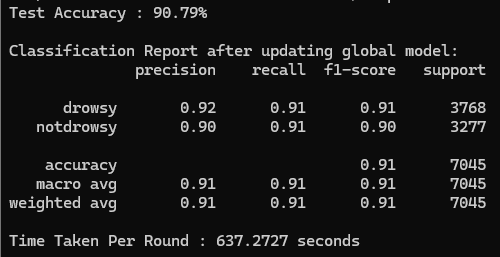 Test Accuracy : 90.79%
Classification Report after updating global model:
precision recall f1-score support
drowsy 0.92 0.91 0.91 3768
notdrowsy 0.90 0.91 0.90 3277
accuracy 0.91 7045
macro avg 0.91 0.91 0.91 7045
weighted avg 0.91 0.91 0.91 7045
Time Taken Per Round : 637.2727 seconds